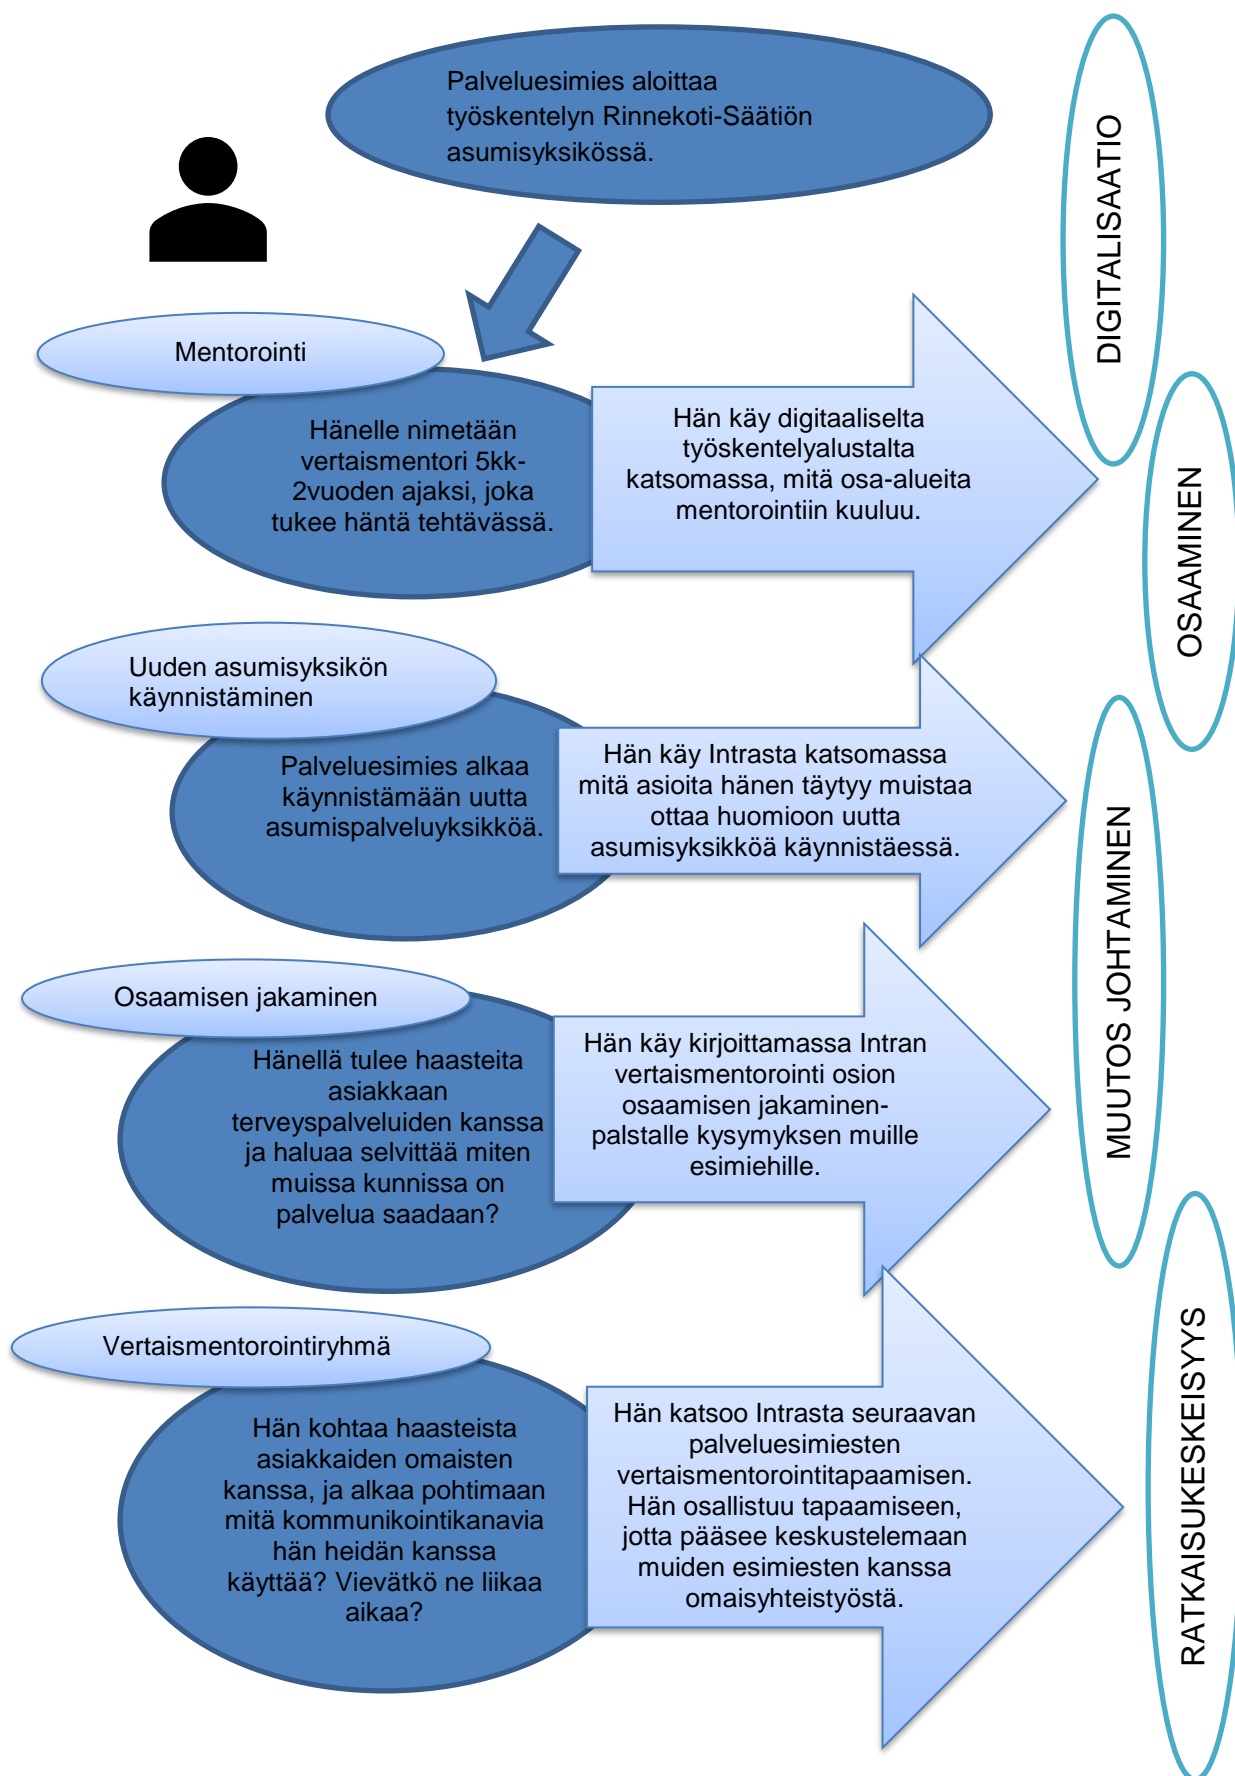 Palveluesimies aloittaa
työskentelyn Rinnekoti-Säätiön
asumisyksikössä.
Mentorointi
Hänelle nimetään
vertaismentori 5kk-
2vuoden ajaksi, joka
tukee häntä tehtävässä.
Hän käy digitaaliselta
työskentelyalustalta
katsomassa, mitä osa-alueita
mentorointiin kuuluu.
Uuden asumisyksikön
käynnistäminen
Palveluesimies alkaa
käynnistämään uutta
asumispalveluyksikköä.
Hän käy Intrasta katsomassa
mitä asioita hänen täytyy muistaa
ottaa huomioon uutta
asumisyksikköä käynnistäessä.
Osaamisen jakaminen
Hänellä tulee haasteita
asiakkaan
terveyspalveluiden kanssa
ja haluaa selvittää miten
muissa kunnissa on
palvelua saadaan?
Hän käy kirjoittamassa Intran
vertaismentorointi osion
osaamisen jakaminen-
palstalle kysymyksen muille
esimiehille.
Vertaismentorointiryhmä
Hän kohtaa haasteista
asiakkaiden omaisten
kanssa, ja alkaa pohtimaan
mitä kommunikointikanavia
hän heidän kanssa
käyttää? Vievätkö ne liikaa
aikaa?
Hän katsoo Intrasta seuraavan
palveluesimiesten
vertaismentorointitapaamisen.
Hän osallistuu tapaamiseen,
jotta pääsee keskustelemaan
muiden esimiesten kanssa
omaisyhteistyöstä.
DIGITALISAATIO
OSAAMINEN
MUUTOS JOHTAMINEN
RATKAISUKESKEISYYS